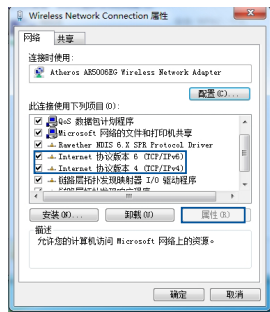 Wireless Network Connection 属性
网络 共享
连接时使用:
Atheros AR5006EG Wireless Network Adapter
配置(C)...
此连接使用下列项目(O):
QoS 数据包计划程序
Microsoft 网络的文件和打印机共享
Rawether NDIS 6.X SPR Protocol Driver
Internet 协议版本 6 (TCP/IPv6)
Internet 协议版本 4 (TCP/IPv4)
链路层拓扑发现映射器 I/O 驱动程序
安装(N)... 卸载(U) 属性(R)
描述
允许您的计算机访问 Microsoft 网络上的资源。
确定 取消